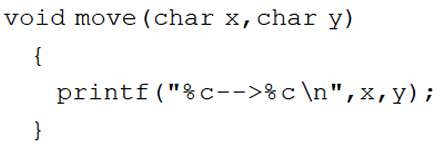 void move(char x,char y)
{
printf("%c-->%c\n",x,y);
}